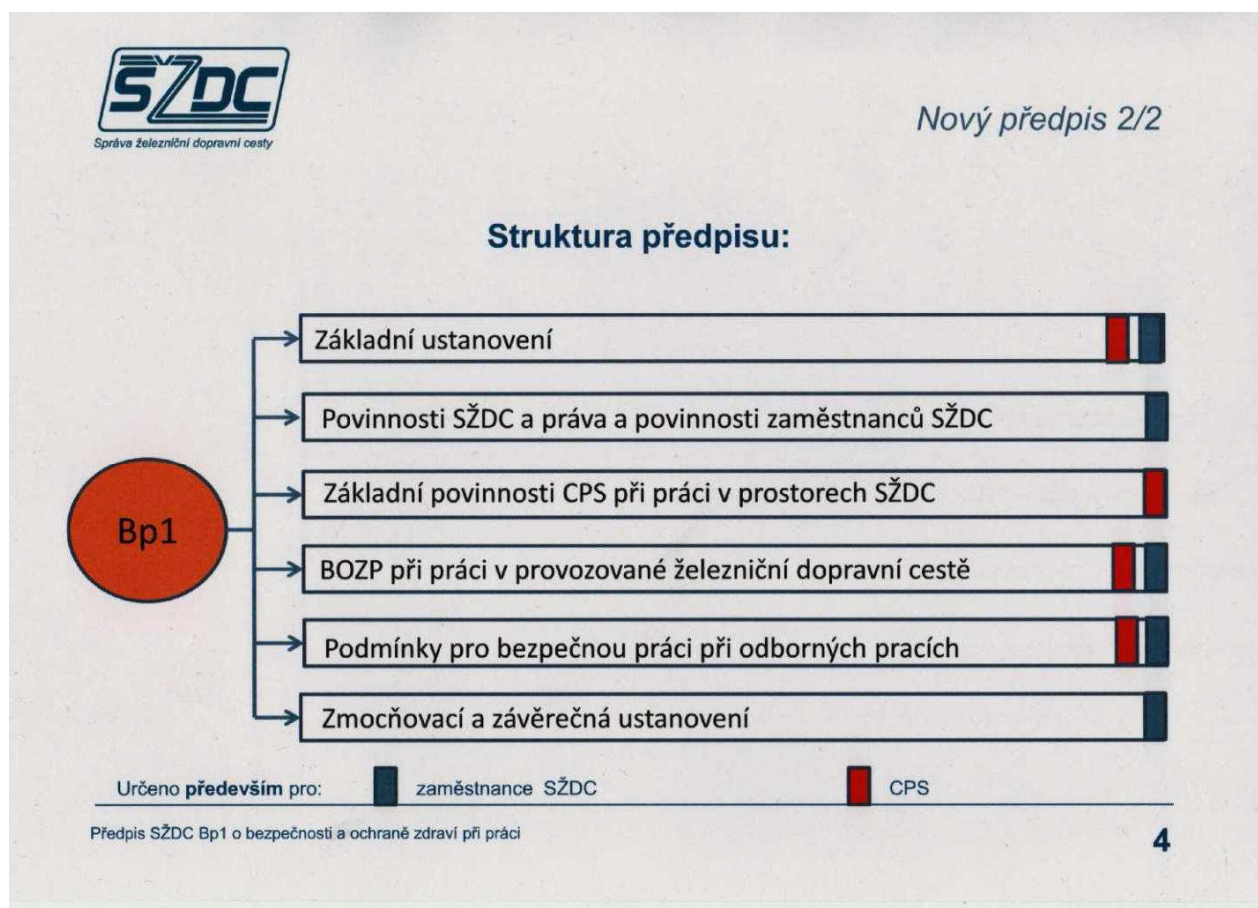 SŽDC
Správa železniční dopravní cesty
Nový předpis 2/2
Struktura předpisu:
Bp1
Základní ustanovení
Povinnosti SŽDC a práva a povinnosti zaměstnanců SŽDC
Základní povinnosti CPS při práci v prostorech SŽDC
BOZP při práci v provozované železniční dopravní cestě
Podmínky pro bezpečnou práci při odborných pracích
Zmocňovací a závěrečná ustanovení
Určeno především pro: zaměstnance SŽDC CPS
Předpis SŽDC Bp1 o bezpečnosti a ochraně zdraví při práci 4